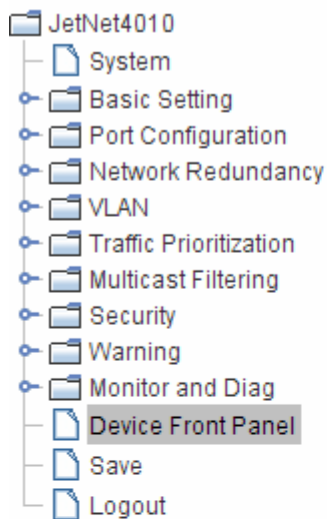 JetNet4010
System
Basic Setting
Port Configuration
Network Redundancy
VLAN
Traffic Prioritization
Multicast Filtering
Security
Warning
Monitor and Diag
Device Front Panel
Save
Logout